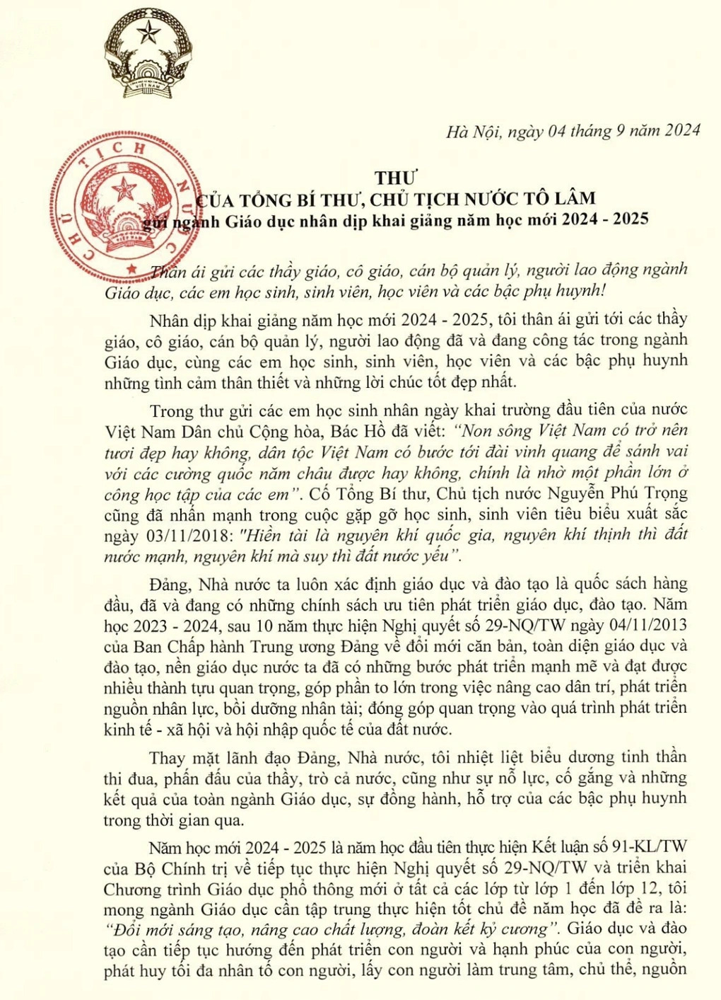 VIỆT NAM
Hà Nội, ngày 04 tháng 9 năm 2024
CHỦ TỊCH NƯỚC
VIỆT NAM
THƯ
CỦA TỔNG BÍ THƯ, CHỦ TỊCH NƯỚC TÔ LÂM
gửi ngành Giáo dục nhân dịp khai giảng năm học mới 2024 - 2025
Thân ái gửi các thầy giáo, cô giáo, cán bộ quản lý, người lao động ngành
Giáo dục, các em học sinh, sinh viên, học viên và các bậc phụ huynh!
Nhân dịp khai giảng năm học mới 2024 - 2025, tôi thân ái gửi tới các thầy
giáo, cô giáo, cán bộ quản lý, người lao động đã và đang công tác trong ngành
Giáo dục, cùng các em học sinh, sinh viên, học viên và các bậc phụ huynh
những tình cảm thân thiết và những lời chúc tốt đẹp nhất.
Trong thư gửi các em học sinh nhân ngày khai trường đầu tiên của nước
Việt Nam Dân chủ Cộng hòa, Bác Hồ đã viết: “Non sông Việt Nam có trở nên
tươi đẹp hay không, dân tộc Việt Nam có bước tới đài vinh quang để sánh vai
với các cường quốc năm châu được hay không, chính là nhờ một phần lớn ở
công học tập của các em”. Cố Tổng Bí thư, Chủ tịch nước Nguyễn Phú Trọng
cũng đã nhấn mạnh trong cuộc gặp gỡ học sinh, sinh viên tiêu biểu xuất sắc
ngày 03/11/2018: "Hiền tài là nguyên khí quốc gia, nguyên khí thịnh thì đất
nước mạnh, nguyên khí mà suy thì đất nước yếu”.
Đảng, Nhà nước ta luôn xác định giáo dục và đào tạo là quốc sách hàng
đầu, đã và đang có những chính sách ưu tiên phát triển giáo dục, đào tạo. Năm
học 2023 - 2024, sau 10 năm thực hiện Nghị quyết số 29-NQ/TW ngày 04/11/2013
của Ban Chấp hành Trung ương Đảng về đổi mới căn bản, toàn diện giáo dục và
đào tạo, nền giáo dục nước ta đã có những bước phát triển mạnh mẽ và đạt được
nhiều thành tựu quan trọng, góp phần to lớn trong việc nâng cao dân trí, phát triển
nguồn nhân lực, bồi dưỡng nhân tài; đóng góp quan trọng vào quá trình phát triển
kinh tế - xã hội và hội nhập quốc tế của đất nước.
Thay mặt lãnh đạo Đảng, Nhà nước, tôi nhiệt liệt biểu dương tinh thần
thi đua, phấn đấu của thầy, trò cả nước, cũng như sự nỗ lực, cố gắng và những
kết quả của toàn ngành Giáo dục, sự đồng hành, hỗ trợ của các bậc phụ huynh
trong thời gian qua.
Năm học mới 2024 - 2025 là năm học đầu tiên thực hiện Kết luận số 91-KL/TW
của Bộ Chính trị về tiếp tục thực hiện Nghị quyết số 29-NQ/TW và triển khai
Chương trình Giáo dục phổ thông mới ở tất cả các lớp từ lớp 1 đến lớp 12, tôi
mong ngành Giáo dục cần tập trung thực hiện tốt chủ đề năm học đã đề ra là:
“Đổi mới sáng tạo, nâng cao chất lượng, đoàn kết kỷ cương”. Giáo dục và đào
tạo cần tiếp tục hướng đến phát triển con người và hạnh phúc của con người,
phát huy tối đa nhân tố con người, lấy con người làm trung tâm, chủ thể, nguồn